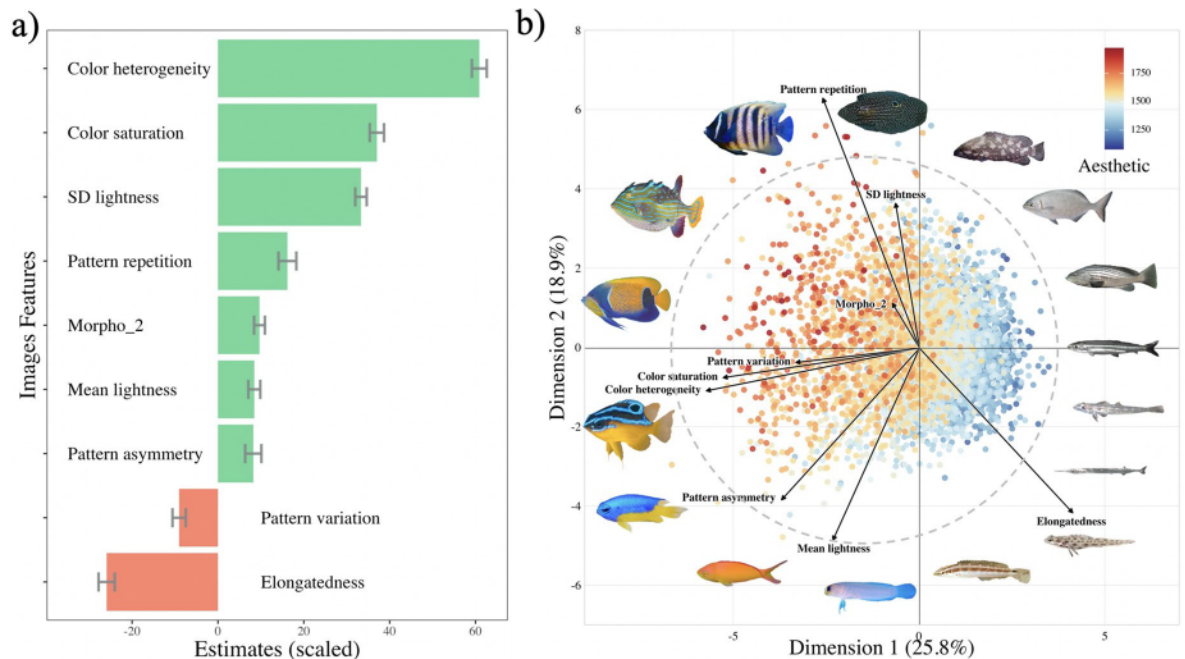 a)
Images Features
Color heterogeneity
Color saturation
SD lightness
Pattern repetition
Morpho_2
Mean lightness
Pattern asymmetry
Pattern variation
Elongatedness
-20
0
20
40
60
Estimates (scaled)
b)
Dimension 2 (18.9%)
8
6
4
2
0
-2
-4
-6
Pattern repetition
SD lightness
Morpho_2
Pattern variation
Color saturation
Color heterogeneity
Pattern asymmetry
Mean lightness
Elongatedness
1750
1500
1250
Aesthetic
-5
0
5
Dimension 1 (25.8%)